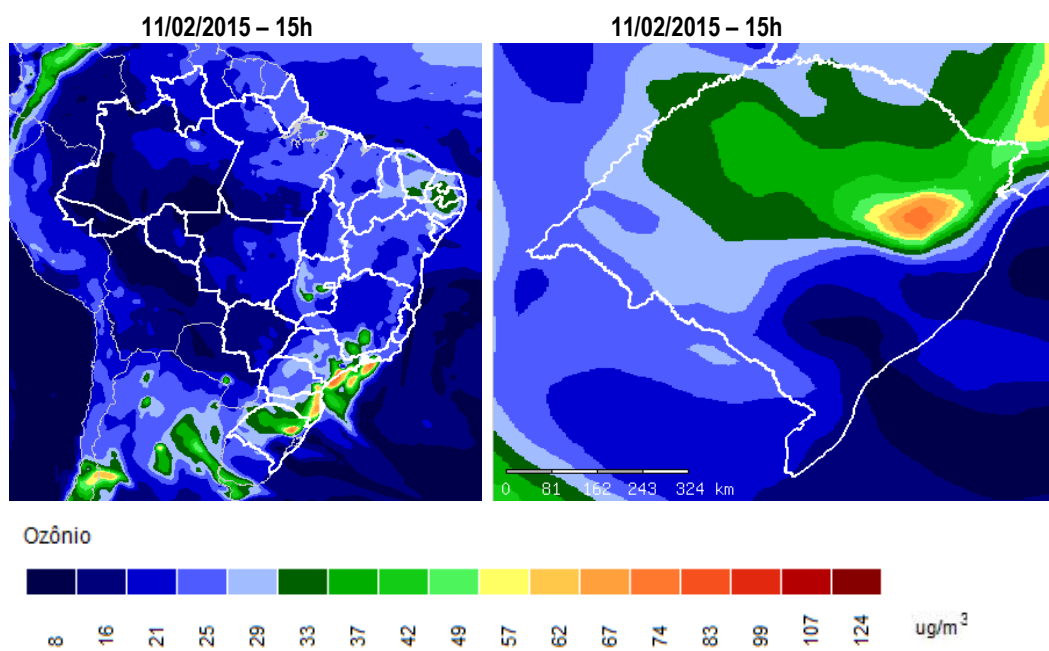 11/02/2015 – 15h
11/02/2015 – 15h
0 81 162 243 324 km
Ozônio
8 16 21 25 29 33 37 42 49 57 62 67 74 83 99 107 124 ug/m³